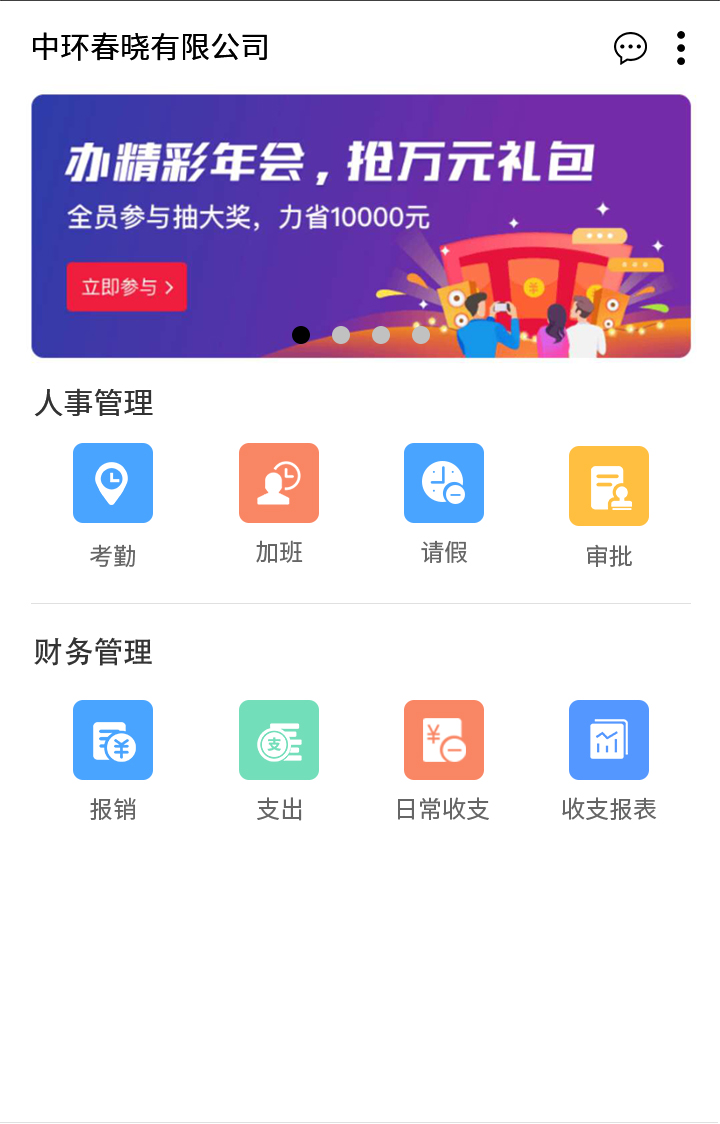 中环春晓有限公司
办精彩年会，抢万元礼包
全员参与抽大奖，力省10000元
立即参与
人事管理
考勤 加班 请假 审批
财务管理
报销 支出 日常收支 收支报表